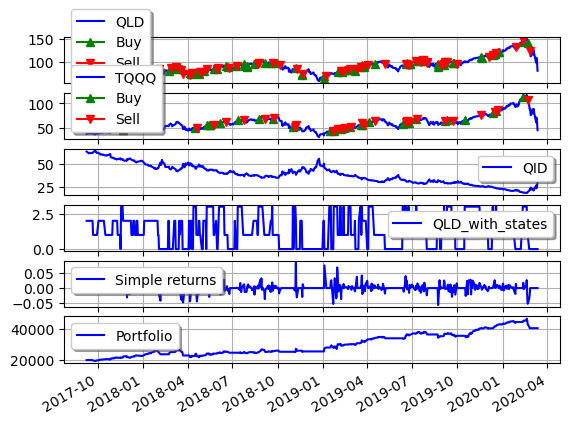 QLD
Buy
Sell
150
100
TQQQ
Buy
Sell
100
50
QID
50
25
QLD_with_states
2.5
0.0
Simple returns
0.05
0.00
−0.05
Portfolio
40000
20000
2017-10
2018-01
2018-04
2018-07
2018-10
2019-01
2019-04
2019-07
2019-10
2020-01
2020-04